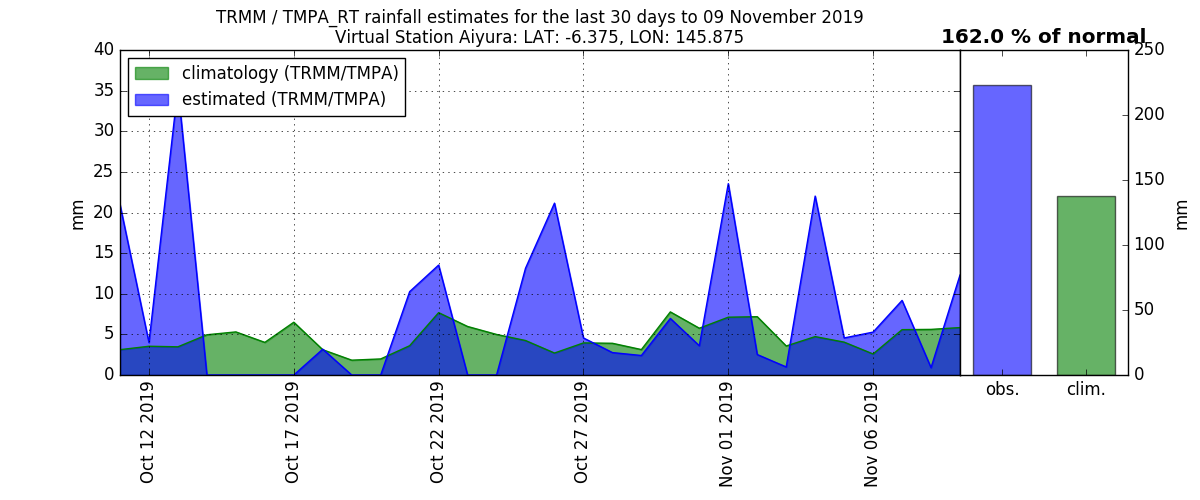 TRMM / TMPA_RT rainfall estimates for the last 30 days to 09 November 2019
Virtual Station Aiyura: LAT: -6.375, LON: 145.875
162.0 % of normal
climatology (TRMM/TMPA)
estimated (TRMM/TMPA)
mm
40
35
30
25
20
15
10
5
0
Oct 12 2019
Oct 17 2019
Oct 22 2019
Oct 27 2019
Nov 01 2019
Nov 06 2019
250
200
150
100
50
0
mm
obs.
clim.